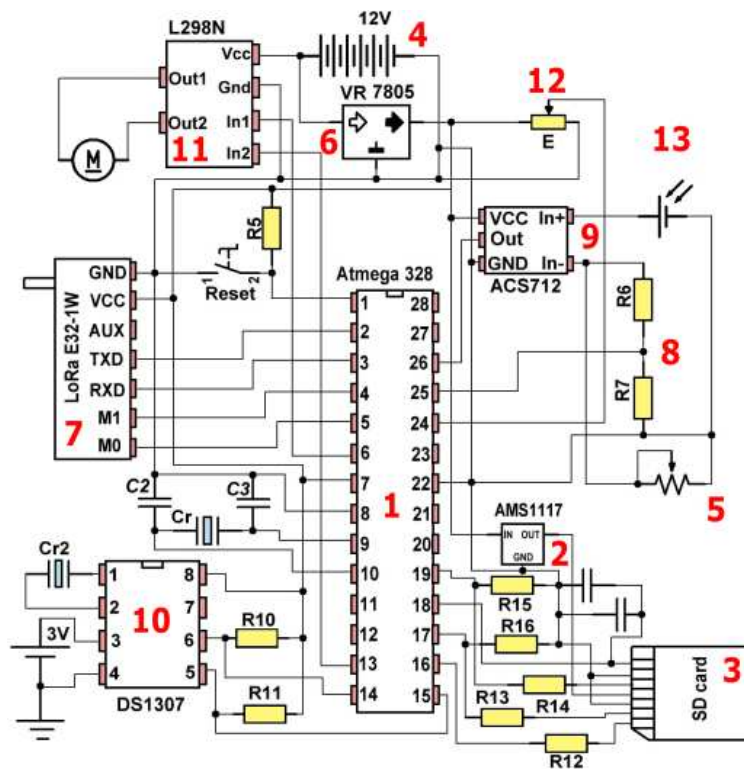 L298N
12V
4
Vcc
Gnd
In1
In2
Out1
Out2
11
M
VR 7805
6
12
E
13
VCC
Out
GND
In+
In-
9
ACS712
R5
1
2
Reset
Atmega 328
GND
VCC
AUX
TXD
RXD
M1
M0
LoRa E32-1W
7
R6
8
R7
5
1
2
3
4
5
6
7
8
9
10
11
12
13
14
28
27
26
25
24
23
22
21
20
19
18
17
16
15
1
C2
C3
Cr
AMS1117
IN
OUT
GND
2
Cr2
3V
1
2
3
4
8
7
6
5
10
DS1307
R10
R11
R15
R16
R13
R14
R12
SD card
3